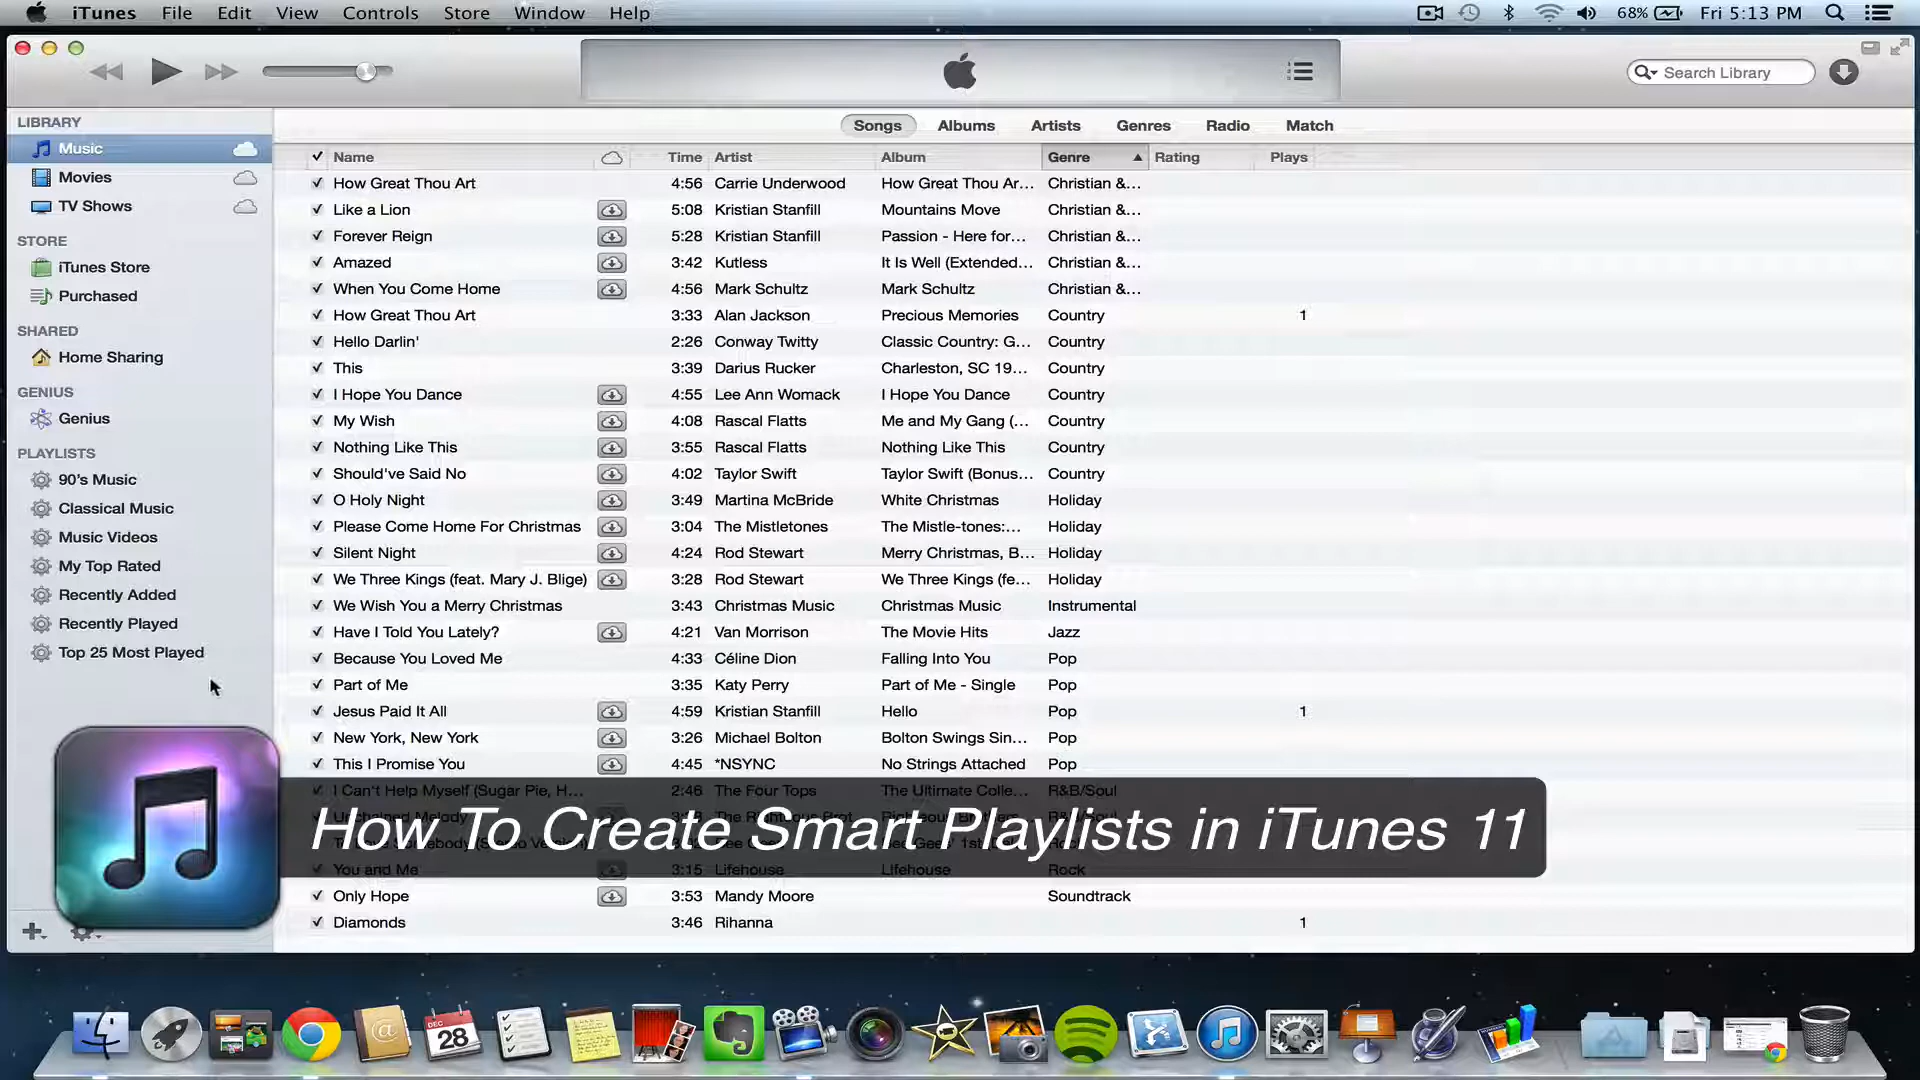 iTunes File Edit View Controls Store Window Help 68% Fri 5:13 PM
Search Library
LIBRARY
Music
Movies
TV Shows
STORE
iTunes Store
Purchased
SHARED
Home Sharing
GENIUS
Genius
PLAYLISTS
90's Music
Classical Music
Music Videos
My Top Rated
Recently Added
Recently Played
Top 25 Most Played
Songs Albums Artists Genres Radio Match
Name Time Artist Album Genre Rating Plays
How Great Thou Art 4:56 Carrie Underwood How Great Thou Ar... Christian &...
Like a Lion 5:08 Kristian Stanfill Mountains Move Christian &...
Forever Reign 5:28 Kristian Stanfill Passion - Here for... Christian &...
Amazed 3:42 Kutless It Is Well (Extended... Christian &...
When You Come Home 4:56 Mark Schultz Mark Schultz Christian &...
How Great Thou Art 3:33 Alan Jackson Precious Memories Country 1
Hello Darlin' 2:26 Conway Twitty Classic Country: G... Country
This 3:39 Darius Rucker Charleston, SC 19... Country
I Hope You Dance 4:55 Lee Ann Womack I Hope You Dance Country
My Wish 4:08 Rascal Flatts Me and My Gang (... Country
Nothing Like This 3:55 Rascal Flatts Nothing Like This Country
Should've Said No 4:02 Taylor Swift Taylor Swift (Bonus... Country
O Holy Night 3:49 Martina McBride White Christmas Holiday
Please Come Home For Christmas 3:04 The Mistletones The Mistle-tones:... Holiday
Silent Night 4:24 Rod Stewart Merry Christmas, B... Holiday
We Three Kings (feat. Mary J. Blige) 3:28 Rod Stewart We Three Kings (fe... Holiday
We Wish You a Merry Christmas 3:43 Christmas Music Christmas Music Instrumental
Have I Told You Lately? 4:21 Van Morrison The Movie Hits Jazz
Because You Loved Me 4:33 Céline Dion Falling Into You Pop
Part of Me 3:35 Katy Perry Part of Me - Single Pop
Jesus Paid It All 4:59 Kristian Stanfill Hello Pop 1
New York, New York 3:26 Michael Bolton Bolton Swings Sin... Pop
This I Promise You 4:45 *NSYNC No Strings Attached Pop
I Can't Help Myself (Sugar Pie, H... 2:46 The Four Tops The Ultimate Colle... R&B/Soul
How To Create Smart Playlists in iTunes 11
You and Me 3:15 Lifehouse Lifehouse Rock
Only Hope 3:53 Mandy Moore Soundtrack
Diamonds 3:46 Rihanna 1
DEC
28